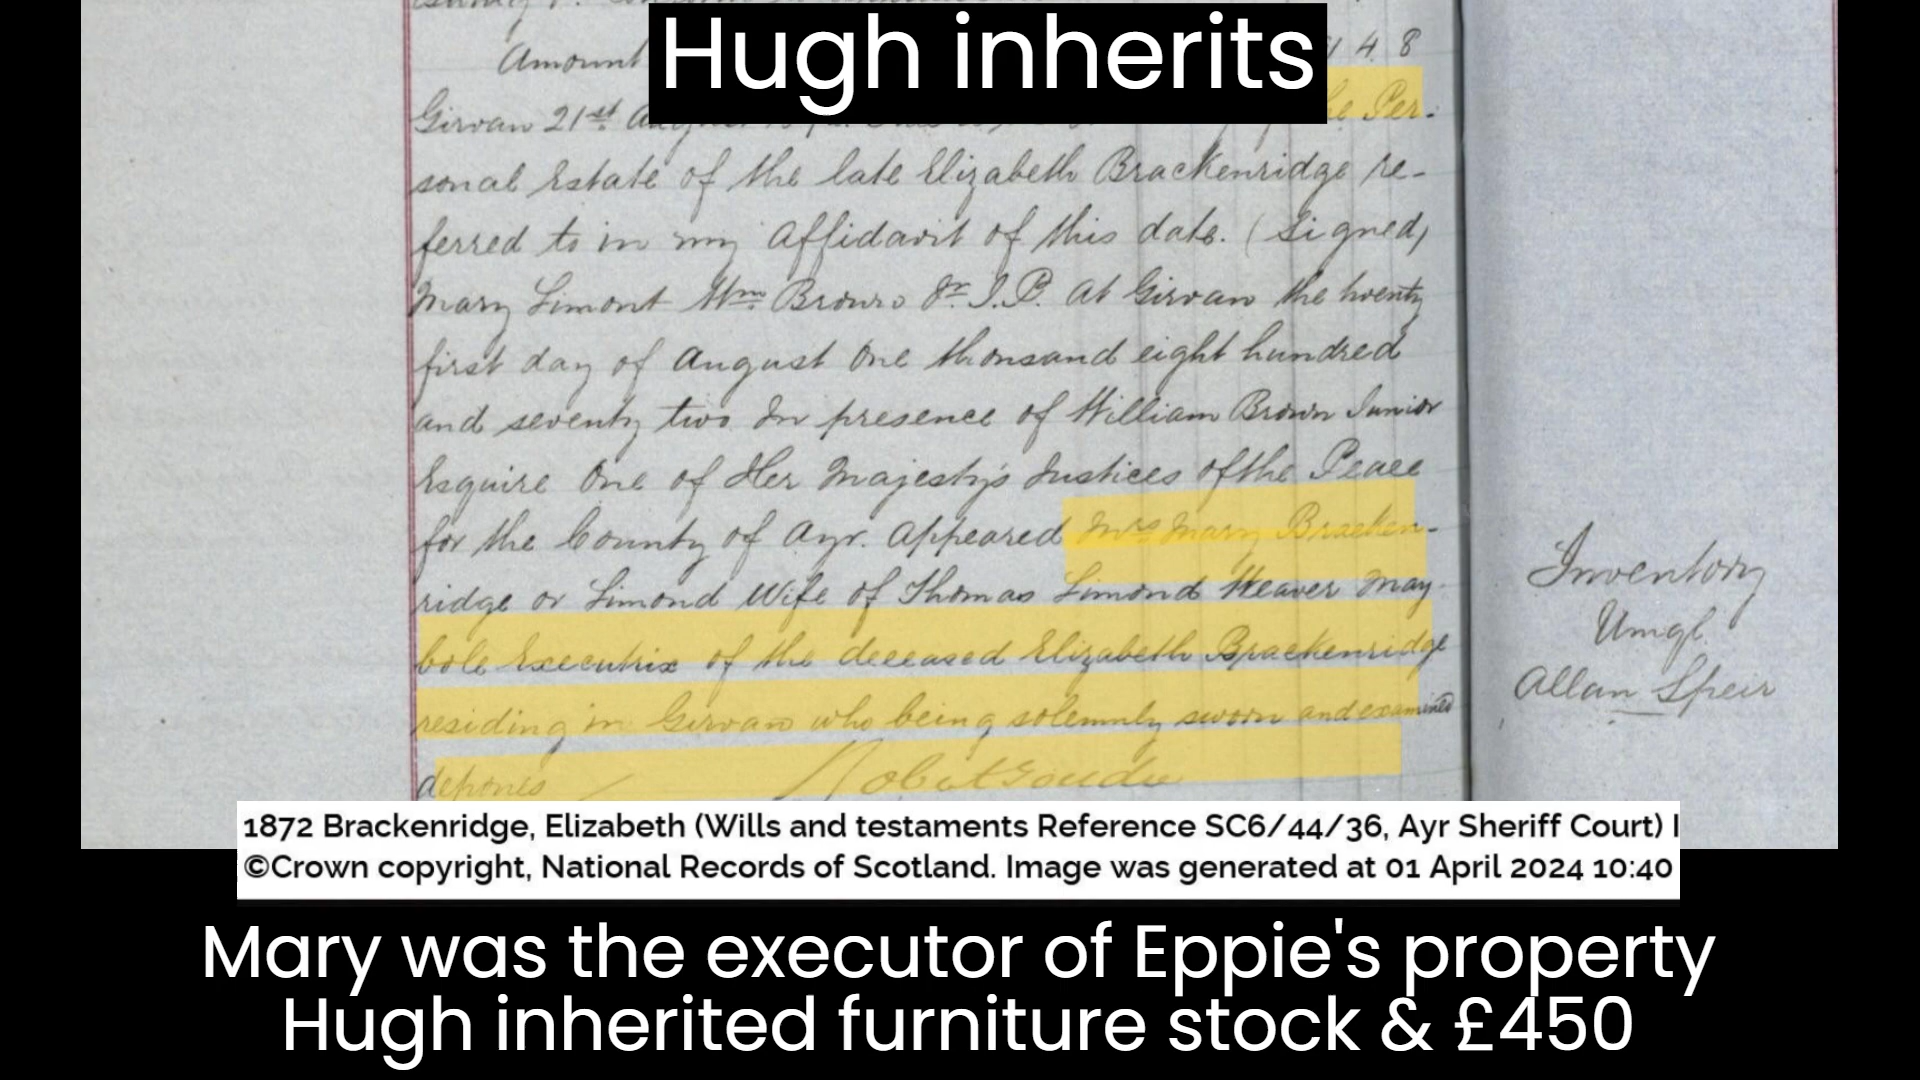 Hugh inherits
Amount 4 8
Girvan 21st he Per-
sonal Estate of the late Elizabeth Brackenridge re-
ferred to in my Affidavit of this date. (Signed)
Mary Limont Wm. Brown Jr. J.P. At Girvan the twenty
first day of August One thousand eight hundred
and seventy two In presence of William Brown Junior
Esquire One of Her Majesty's Justices of the Peace
for the County of Ayr. Appeared Mrs Mary Bracken-
ridge or Limond Wife of Thomas Limond Weaver May-
bole Executrix of the deceased Elizabeth Brackenridge
residing in Girvan who being solemnly sworn and examined
depones
Inventory
Umql.
Allan Speir
1872 Brackenridge, Elizabeth (Wills and testaments Reference SC6/44/36, Ayr Sheriff Court) I
©Crown copyright, National Records of Scotland. Image was generated at 01 April 2024 10:40
Mary was the executor of Eppie's property
Hugh inherited furniture stock & £450